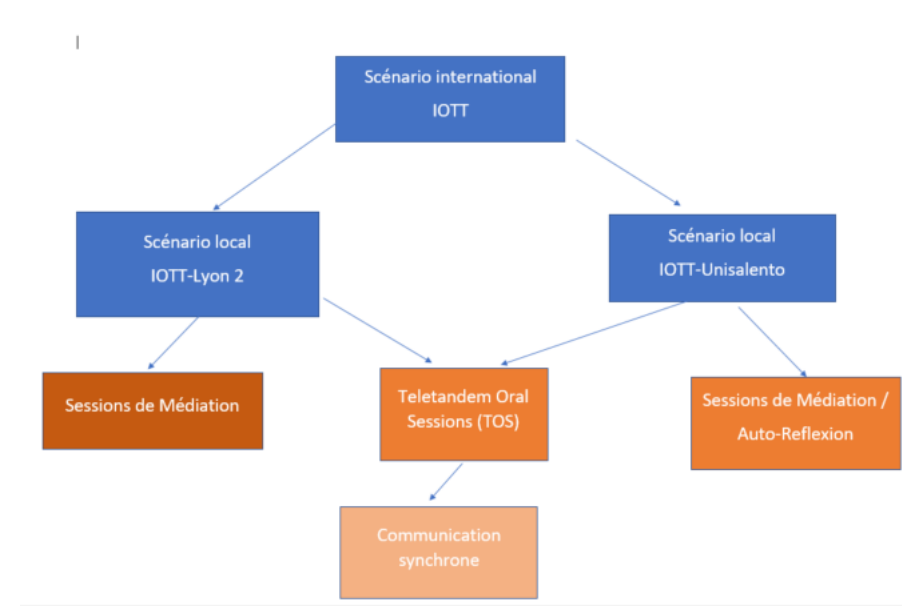 Scénario international
IOTT
Scénario local
IOTT-Lyon 2
Scénario local
IOTT-Unisalento
Sessions de Médiation
Teletandem Oral
Sessions (TOS)
Sessions de Médiation /
Auto-Reflexion
Communication
synchrone